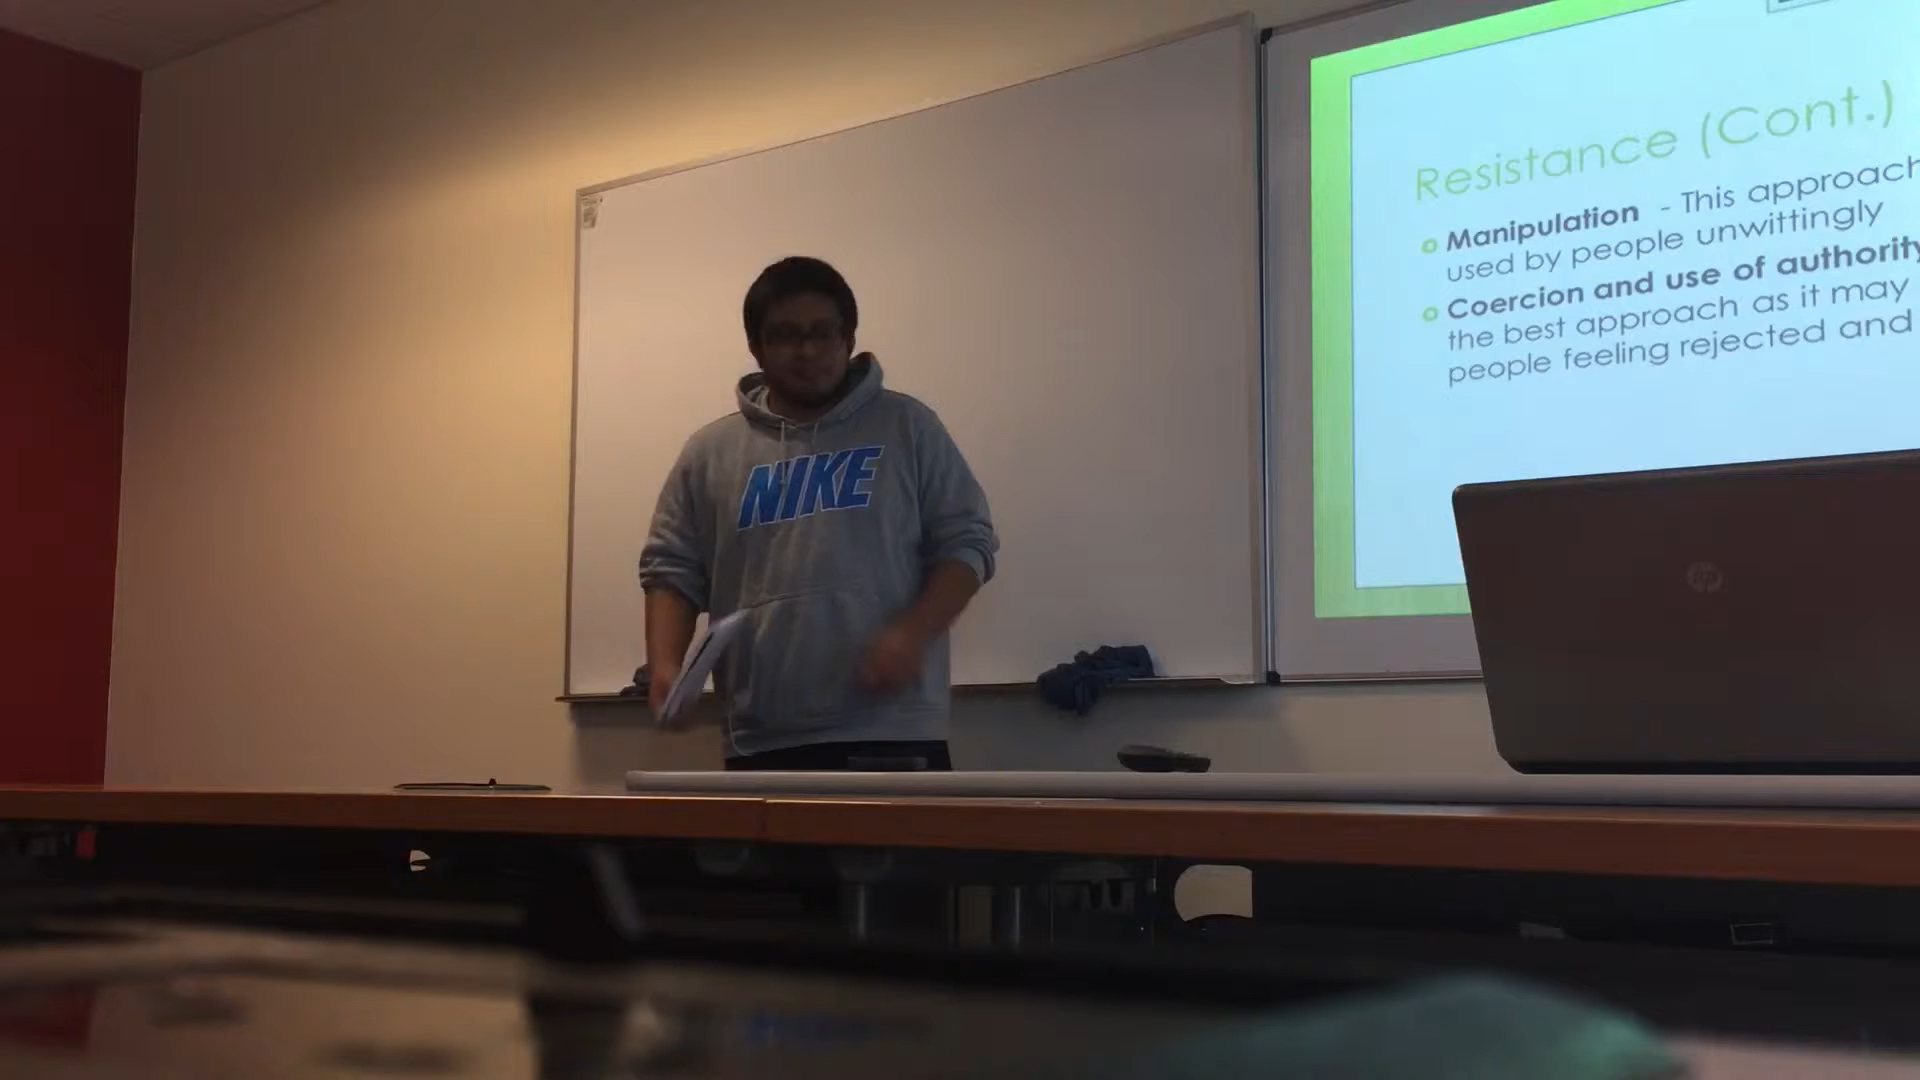 Resistance (Cont.)
Manipulation - This approach
used by people unwittingly
Coercion and use of authority
the best approach as it may
people feeling rejected and
NIKE
hp